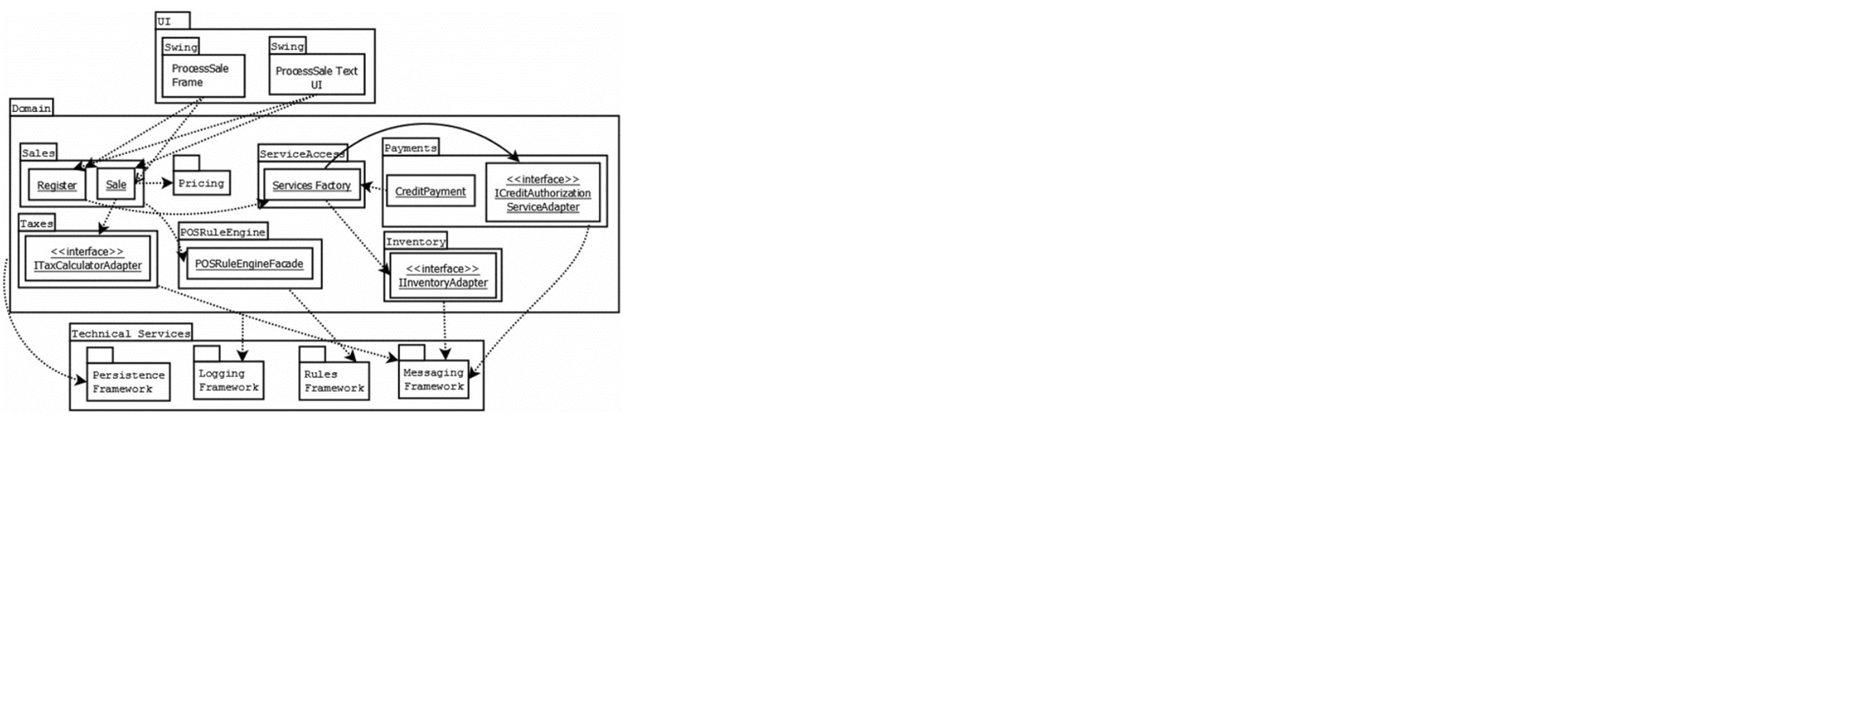 UI
Swing
Swing
ProcessSale
Frame
ProcessSale Text
UI
Domain
Sales
Register
Sale
Pricing
ServiceAccess
Services Factory
Payments
CreditPayment
<<interface>>
ICreditAuthorization
ServiceAdapter
Taxes
<<interface>>
ITaxCalculatorAdapter
POSRuleEngine
POSRuleEngineFacade
Inventory
<<interface>>
IInventoryAdapter
Technical Services
Persistence
Framework
Logging
Framework
Rules
Framework
Messaging
Framework